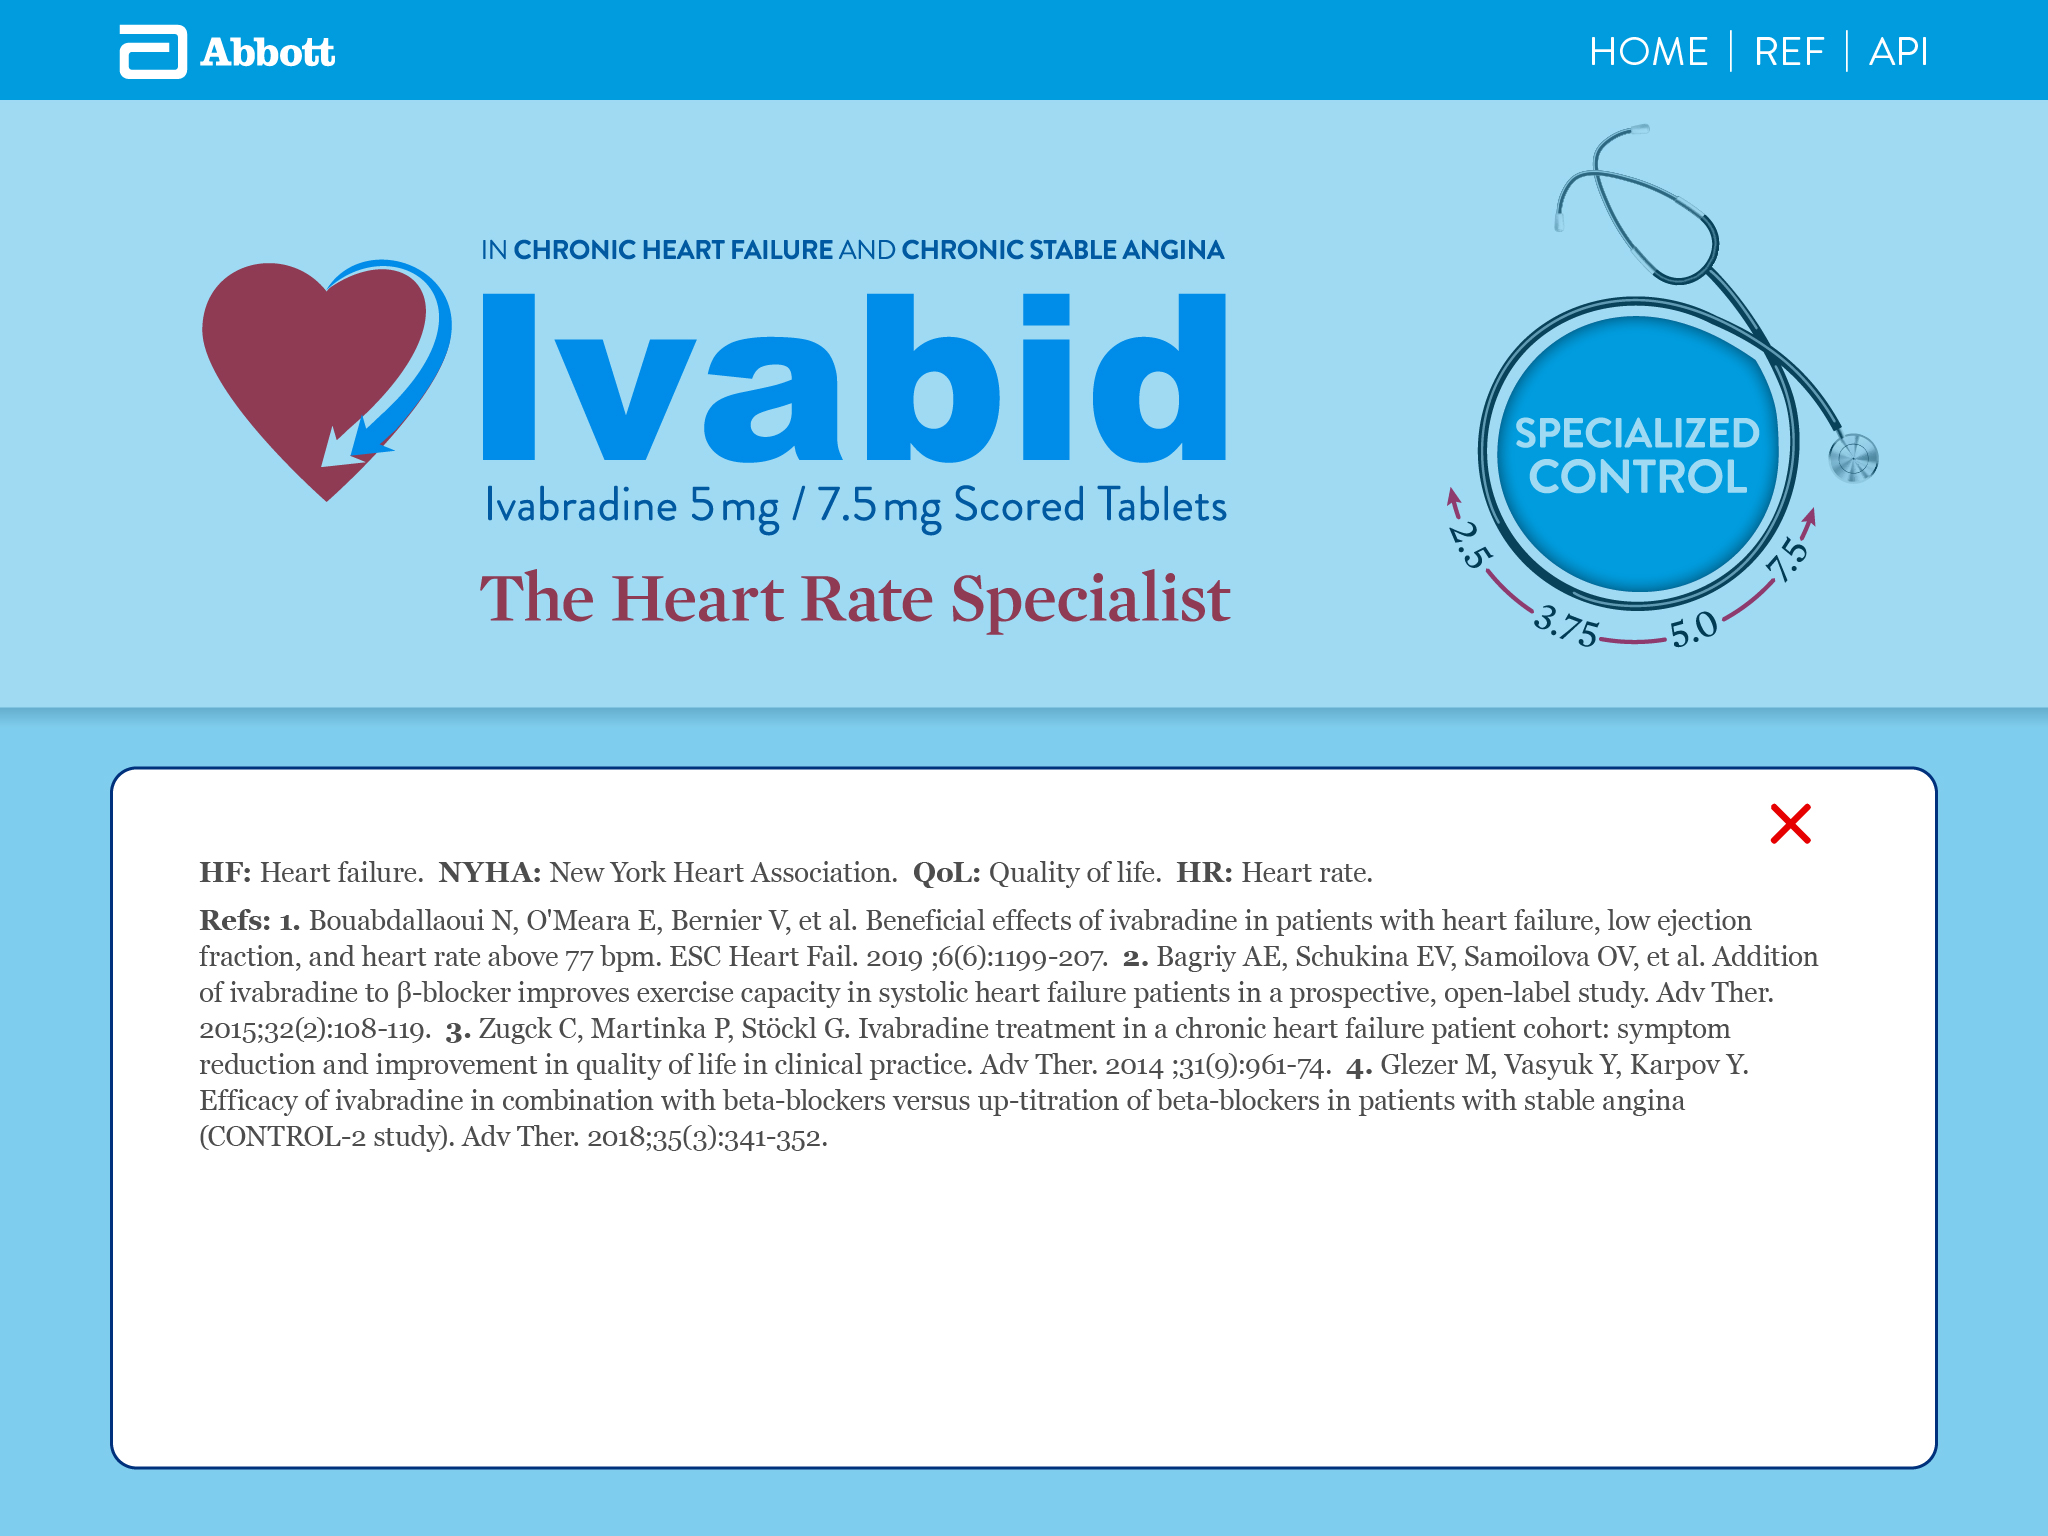 Abbott
HOME | REF | API
IN CHRONIC HEART FAILURE AND CHRONIC STABLE ANGINA
Ivabid
Ivabradine 5 mg / 7.5 mg Scored Tablets
The Heart Rate Specialist
SPECIALIZED
CONTROL
2.5
3.75
5.0
7.5
HF: Heart failure. NYHA: New York Heart Association. QoL: Quality of life. HR: Heart rate.
Refs: 1. Bouabdallaoui N, O'Meara E, Bernier V, et al. Beneficial effects of ivabradine in patients with heart failure, low ejection
fraction, and heart rate above 77 bpm. ESC Heart Fail. 2019 ;6(6):1199-207. 2. Bagriy AE, Schukina EV, Samoilova OV, et al. Addition
of ivabradine to β-blocker improves exercise capacity in systolic heart failure patients in a prospective, open-label study. Adv Ther.
2015;32(2):108-119. 3. Zugck C, Martinka P, Stöckl G. Ivabradine treatment in a chronic heart failure patient cohort: symptom
reduction and improvement in quality of life in clinical practice. Adv Ther. 2014 ;31(9):961-74. 4. Glezer M, Vasyuk Y, Karpov Y.
Efficacy of ivabradine in combination with beta-blockers versus up-titration of beta-blockers in patients with stable angina
(CONTROL-2 study). Adv Ther. 2018;35(3):341-352.